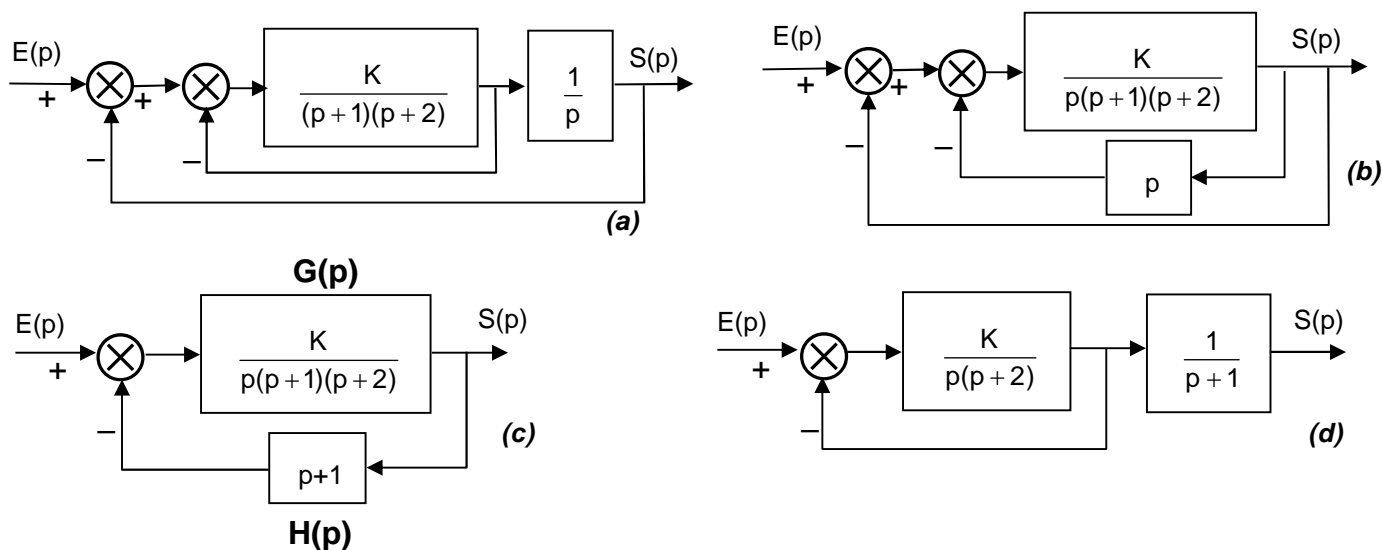 E(p)
+
+
−
−
K
(p + 1)(p + 2)
1
p
S(p)
(a)
E(p)
+
+
−
−
K
p(p + 1)(p + 2)
p
S(p)
(b)
G(p)
E(p)
+
−
K
p(p + 1)(p + 2)
S(p)
p+1
H(p)
(c)
E(p)
+
−
K
p(p + 2)
1
p + 1
S(p)
(d)